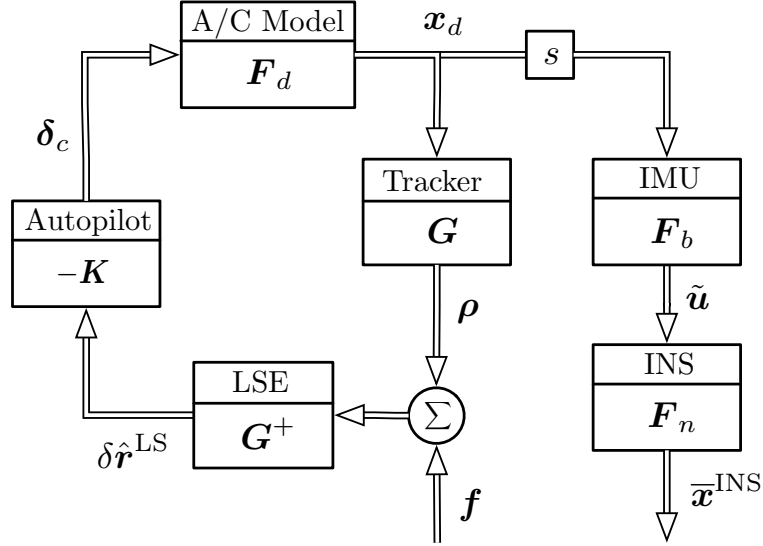 A/C Model
𝑭_d
𝒙_d
s
𝜹_c
Tracker
𝑮
IMU
𝑭_b
Autopilot
−𝑲
𝝆
ũ
LSE
𝑮⁺
Σ
INS
𝑭_n
δr̂^LS
𝒇
x̅^INS